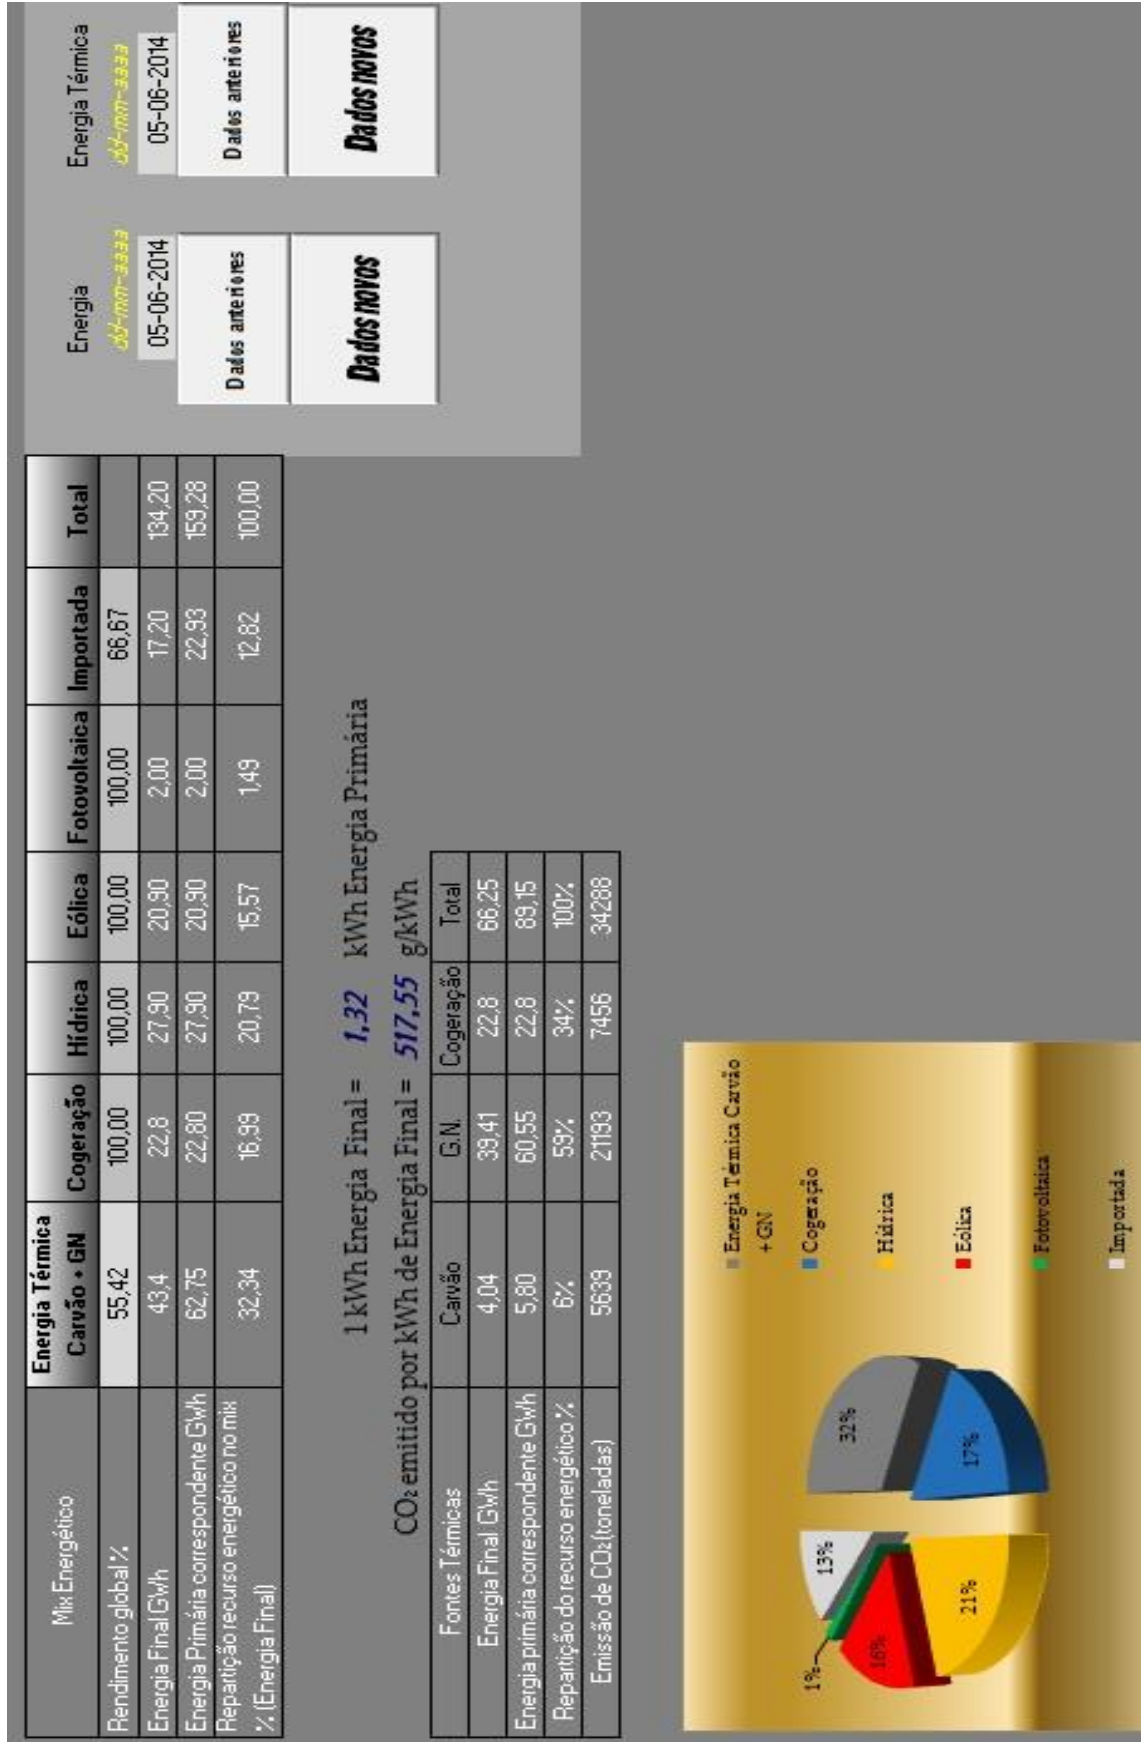 Mix Energético Energia Térmica Carvão + GN Cogeração Hídrica Eólica Fotovoltaica Importada Total
Rendimento global % 55,42 100,00 100,00 100,00 100,00 66,67
Energia Final GWh 43,4 22,8 27,90 20,90 2,00 17,20 134,20
Energia Primária correspondente GWh 62,75 22,80 27,90 20,90 2,00 22,93 159,28
Repartição recurso energético no mix
% (Energia Final) 32,34 16,99 20,79 15,57 1,49 12,82 100,00
Energia Energia Térmica
dd-mm-aaaa dd-mm-aaaa
05-06-2014 05-06-2014
Dados anteriores Dados anteriores
Dados novos Dados novos
1 kWh Energia Final = 1,32 kWh Energia Primária
CO₂ emitido por kWh de Energia Final = 517,55 g/kWh
Fontes Térmicas Carvão G.N. Cogeração Total
Energia Final GWh 4,04 39,41 22,8 66,25
Energia primária correspondente GWh 5,80 60,55 22,8 89,15
Repartição do recurso energético % 6% 59% 34% 100%
Emissão de CO₂ (toneladas) 5639 21193 7456 34288
1%
13%
16%
21%
32%
17%
Energia Térmica Carvão
+ GN
Cogeração
Hídrica
Eólica
Fotovoltaica
Importada